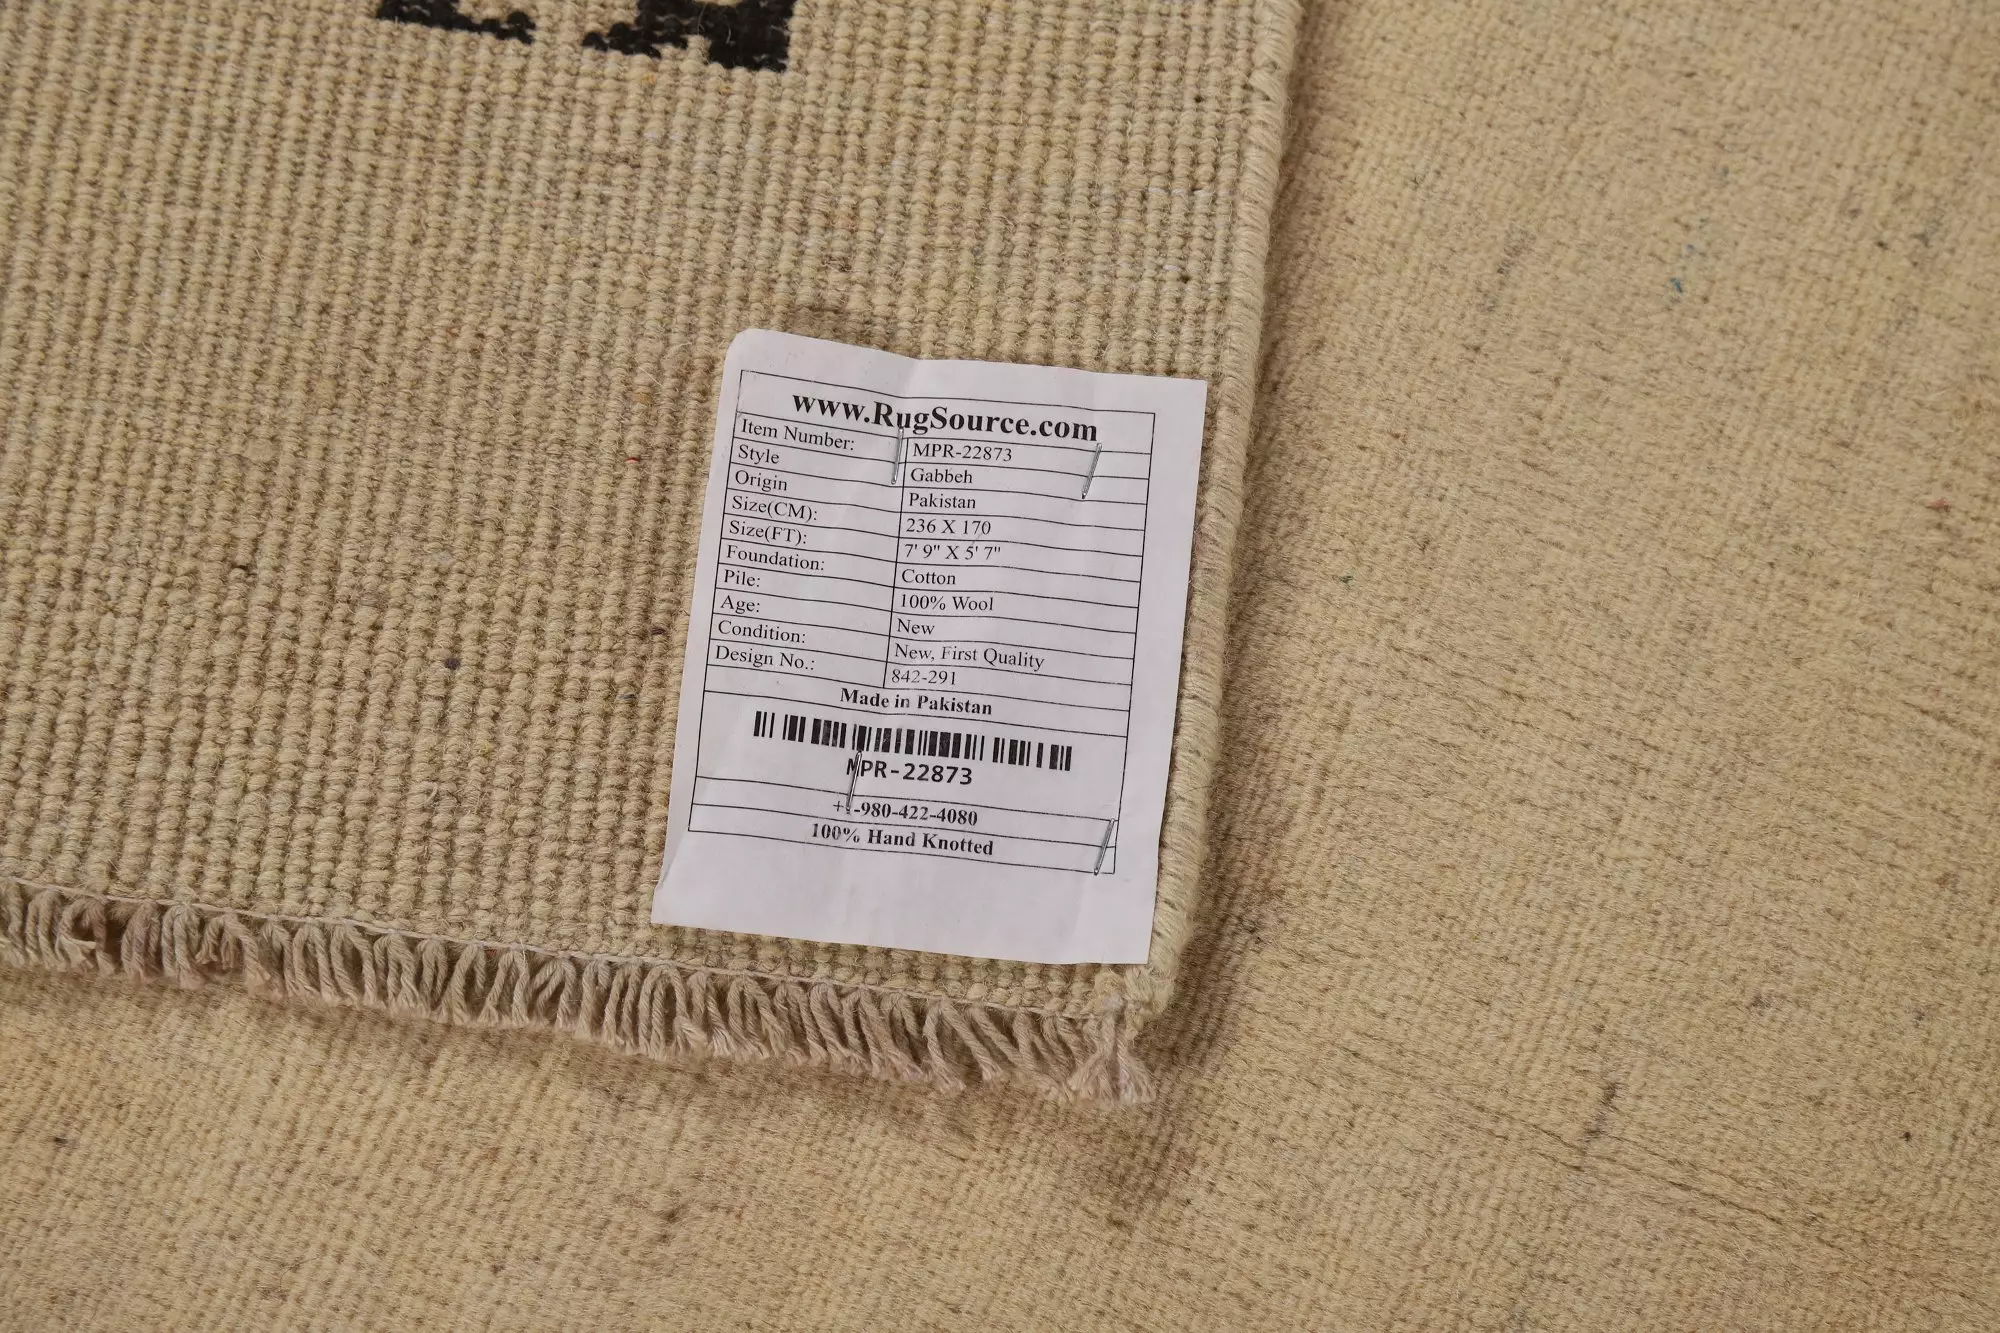 www.RugSource.com
Item Number: MPR-22873
Style Gabbeh
Origin Pakistan
Size(CM): 236 X 170
Size(FT): 7' 9" X 5' 7"
Foundation: Cotton
Pile: 100% Wool
Age: New
Condition: New, First Quality
Design No.: 842-291
Made in Pakistan
MPR-22873
+1-980-422-4080
100% Hand Knotted